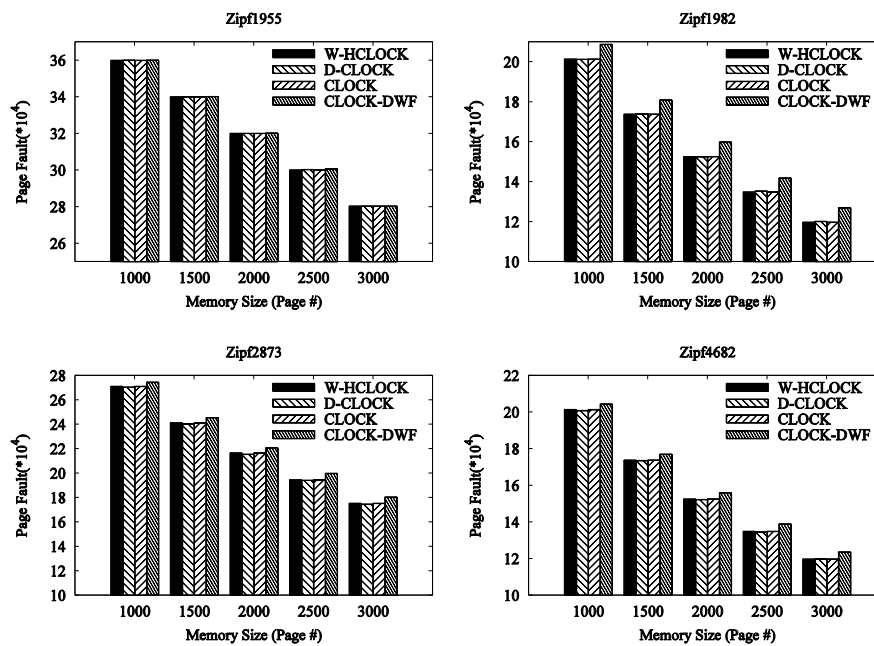 Zipf1955
Page Fault(*10^4)
36
34
32
30
28
26
W-HCLOCK
D-CLOCK
CLOCK
CLOCK-DWF
1000 1500 2000 2500 3000
Memory Size (Page #)
Zipf1982
Page Fault(*10^4)
20
18
16
14
12
10
W-HCLOCK
D-CLOCK
CLOCK
CLOCK-DWF
1000 1500 2000 2500 3000
Memory Size (Page #)
Zipf2873
Page Fault(*10^4)
28
26
24
22
20
18
16
14
12
10
W-HCLOCK
D-CLOCK
CLOCK
CLOCK-DWF
1000 1500 2000 2500 3000
Memory Size (Page #)
Zipf4682
Page Fault(*10^4)
22
20
18
16
14
12
10
W-HCLOCK
D-CLOCK
CLOCK
CLOCK-DWF
1000 1500 2000 2500 3000
Memory Size (Page #)